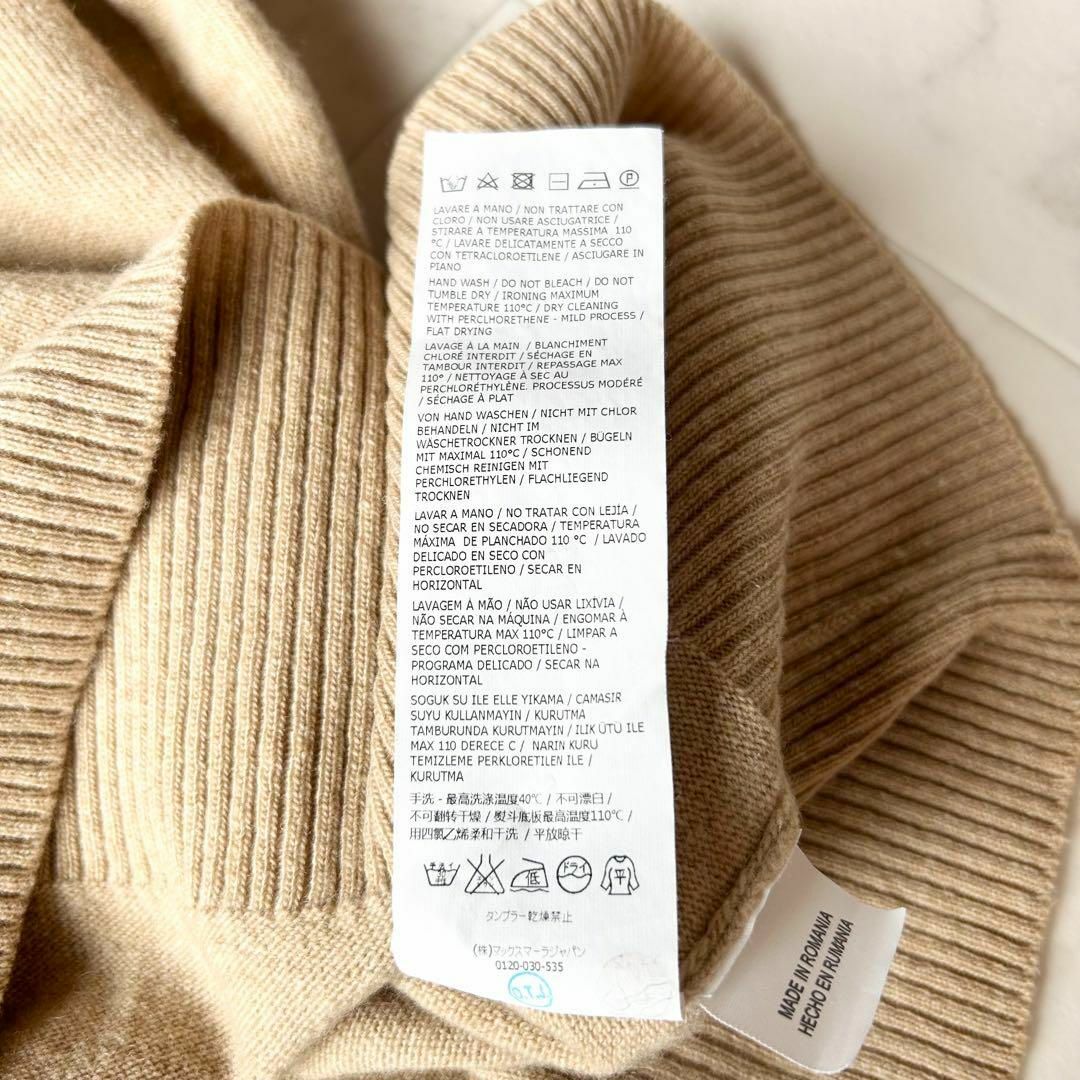 P
LAVARE A MANO / NON TRATTARE CON
CLORO / NON USARE ASCIUGATRICE /
STIRARE A TEMPERATURA MASSIMA 110
°C / LAVARE DELICATAMENTE A SECCO
CON TETRACLOROETILENE / ASCIUGARE IN
PIANO
HAND WASH / DO NOT BLEACH / DO NOT
TUMBLE DRY / IRONING MAXIMUM
TEMPERATURE 110°C / DRY CLEANING
WITH PERCLHORETHENE - MILD PROCESS /
FLAT DRYING
LAVAGE À LA MAIN / BLANCHIMENT
CHLORÉ INTERDIT / SÉCHAGE EN
TAMBOUR INTERDIT / REPASSAGE MAX
110° / NETTOYAGE À SEC AU
PERCHLORÉTHYLÈNE. PROCESSUS MODÉRÉ
/ SÉCHAGE À PLAT
VON HAND WASCHEN / NICHT MIT CHLOR
BEHANDELN / NICHT IM
WÄSCHETROCKNER TROCKNEN / BÜGELN
MIT MAXIMAL 110°C / SCHONEND
CHEMISCH REINIGEN MIT
PERCHLORETHYLEN / FLACHLIEGEND
TROCKNEN
LAVAR A MANO / NO TRATAR CON LEJÍA /
NO SECAR EN SECADORA / TEMPERATURA
MÁXIMA DE PLANCHADO 110 °C / LAVADO
DELICADO EN SECO CON
PERCLOROETILENO / SECAR EN
HORIZONTAL
LAVAGEM À MÃO / NÃO USAR LIXÍVIA /
NÃO SECAR NA MÁQUINA / ENGOMAR À
TEMPERATURA MAX 110°C / LIMPAR A
SECO COM PERCLOROETILENO -
PROGRAMA DELICADO / SECAR NA
HORIZONTAL
SOGUK SU ILE ELLE YIKAMA / CAMASIR
SUYU KULLANMAYIN / KURUTMA
TAMBURUNDA KURUTMAYIN / ILIK ÜTÜ ILE
MAX 110 DERECE C / NARIN KURU
TEMIZLEME PERKLORETILEN ILE /
KURUTMA
手洗 - 最高洗涤温度40℃ / 不可漂白 /
不可翻转干燥 / 熨斗底板最高温度110℃ /
用四氯乙烯柔和干洗 / 平放晾干
低 ドライ 平
タンブラー乾燥禁止
(株)マックスマーラジャパン
0120-030-535
L.T.O
MADE IN ROMANIA
HECHO EN RUMANIA